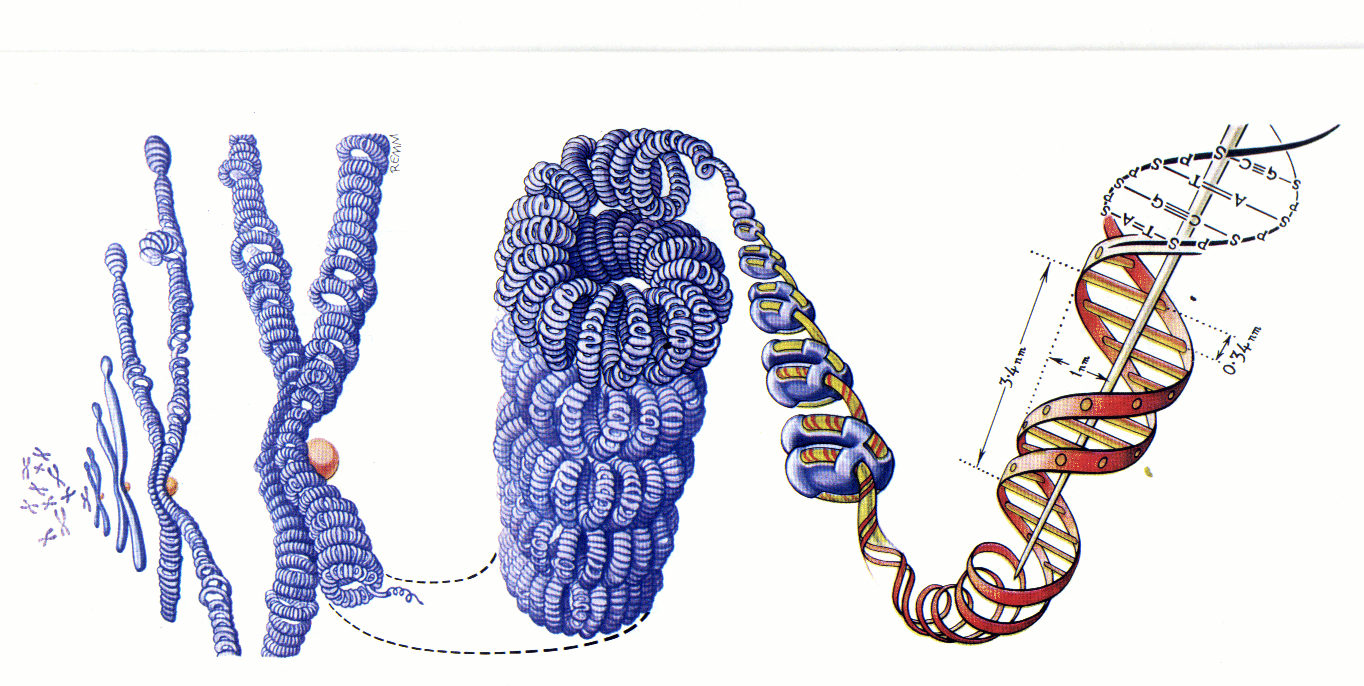 REMM
S P S C≡G S
S P S T=A P
S G≡C S
S T=A S P S P
3·4nm
1nm
0·34nm